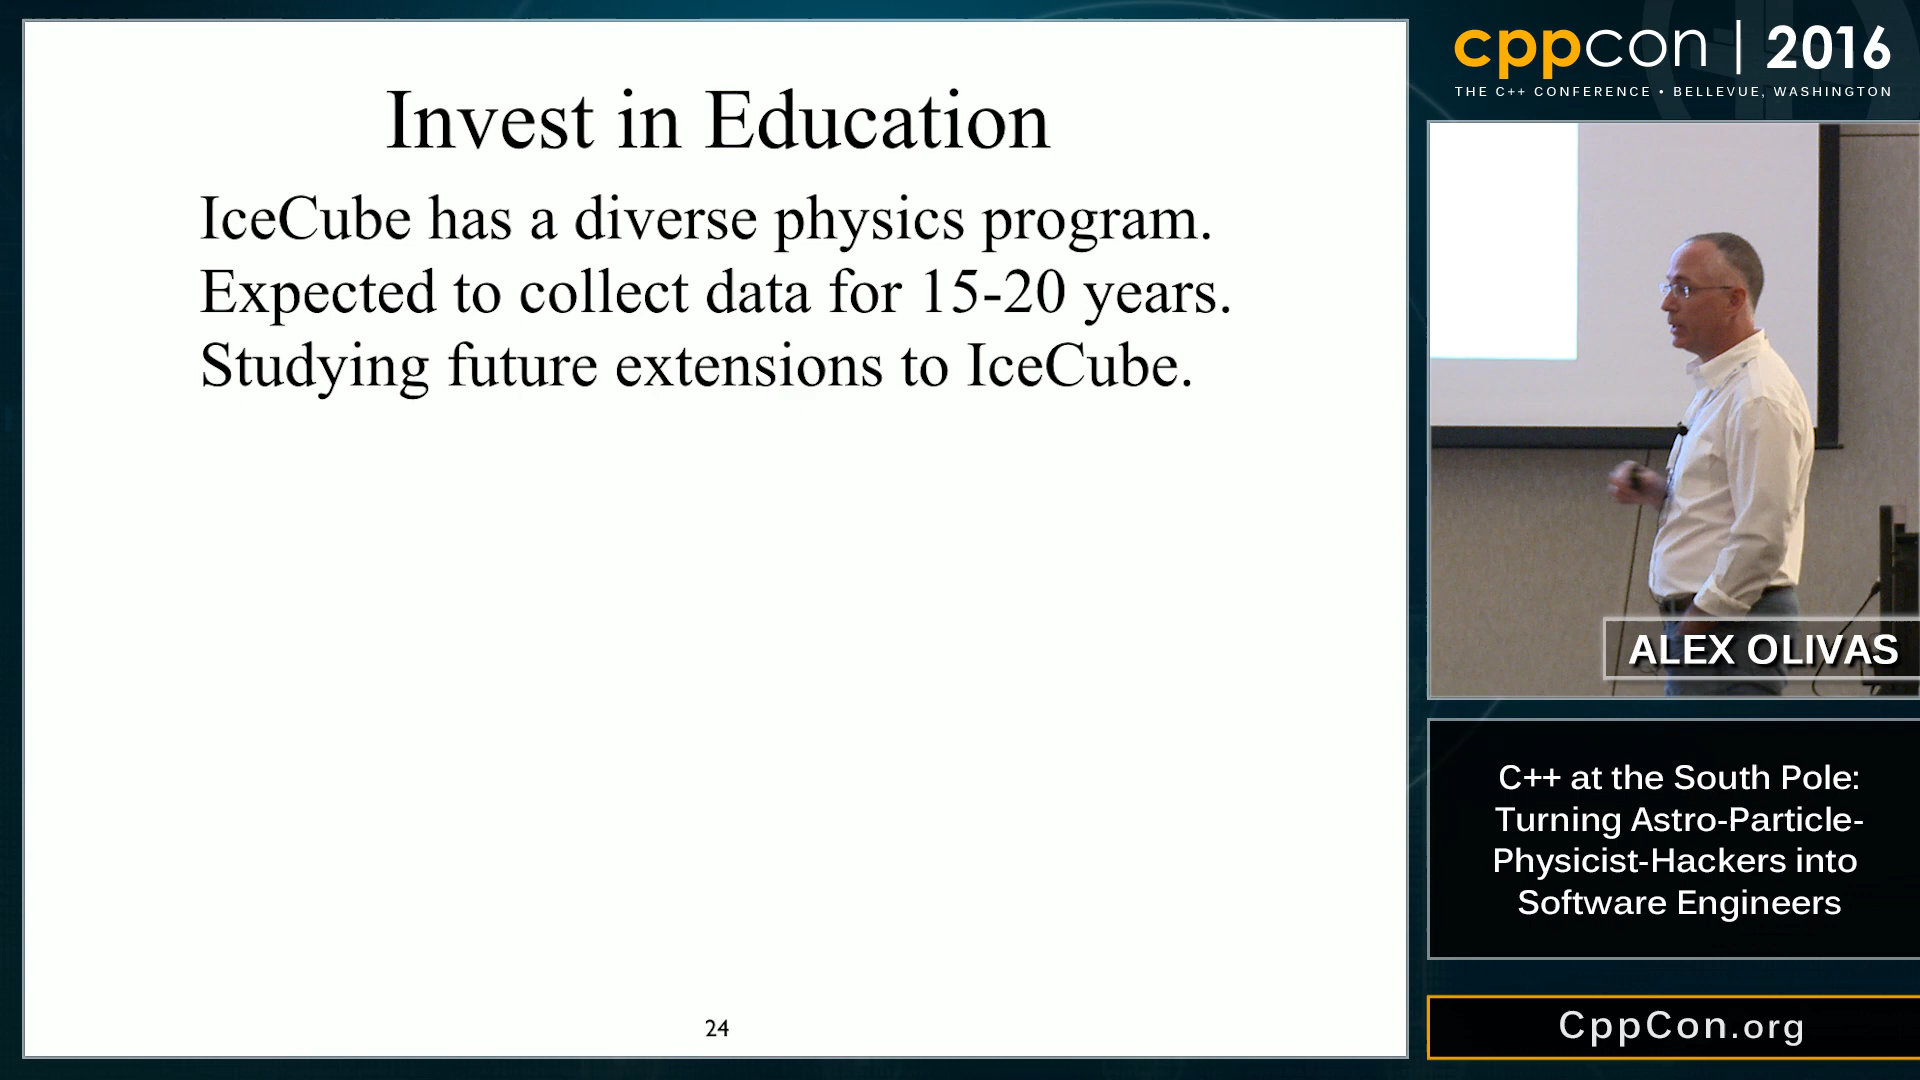 Invest in Education
IceCube has a diverse physics program.
Expected to collect data for 15-20 years.
Studying future extensions to IceCube.
24
cppcon | 2016
THE C++ CONFERENCE • BELLEVUE, WASHINGTON
ALEX OLIVAS
C++ at the South Pole:
Turning Astro-Particle-
Physicist-Hackers into
Software Engineers
CppCon.org